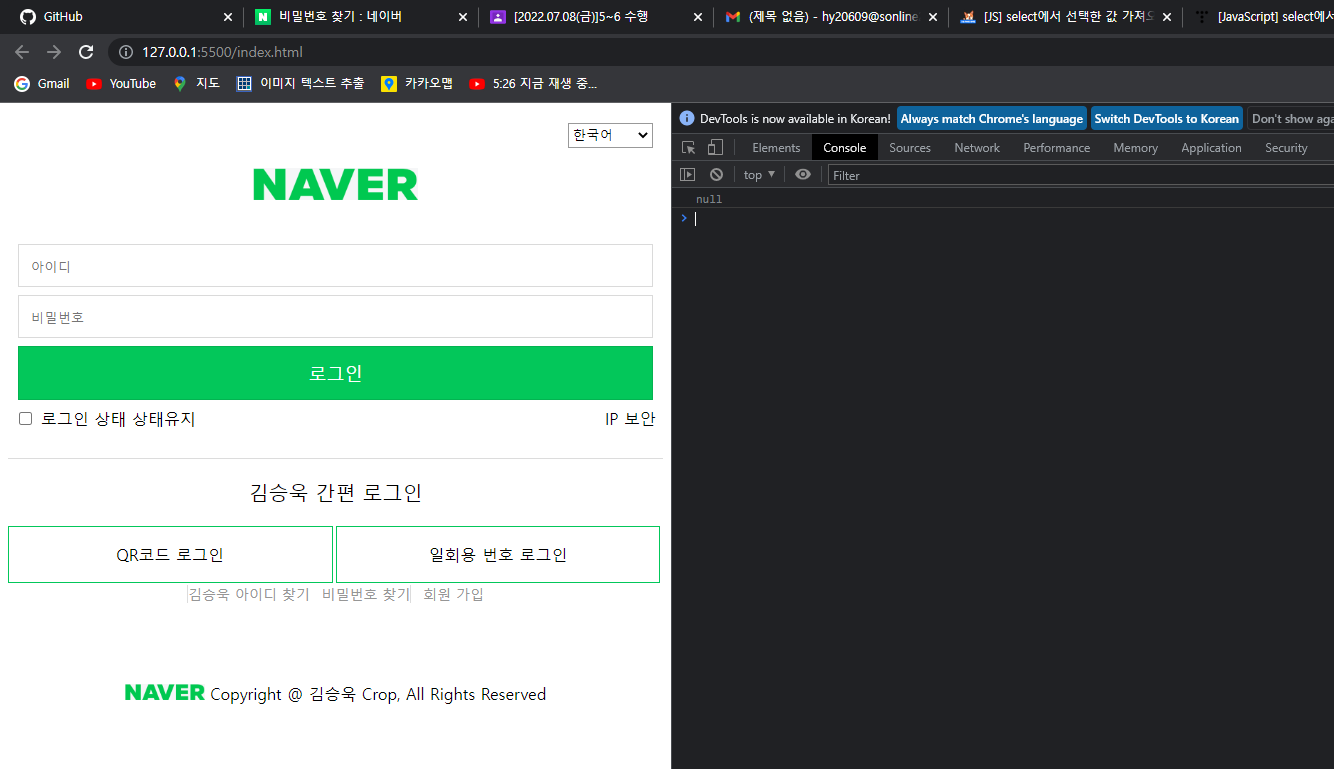 GitHub
비밀번호 찾기 : 네이버
[2022.07.08(금)]5~6 수행
(제목 없음) - hy20609@sonline
[JS] select에서 선택한 값 가져오
[JavaScript] select에서
127.0.0.1:5500/index.html
Gmail YouTube 지도 이미지 텍스트 추출 카카오맵 5:26 지금 재생 중...
한국어
NAVER
아이디
비밀번호
로그인
로그인 상태 상태유지 IP 보안
김승욱 간편 로그인
QR코드 로그인 일회용 번호 로그인
김승욱 아이디 찾기 비밀번호 찾기 회원 가입
NAVER Copyright @ 김승욱 Crop, All Rights Reserved
DevTools is now available in Korean! Always match Chrome's language Switch DevTools to Korean Don't show aga
Elements Console Sources Network Performance Memory Application Security
top ▼ Filter
null